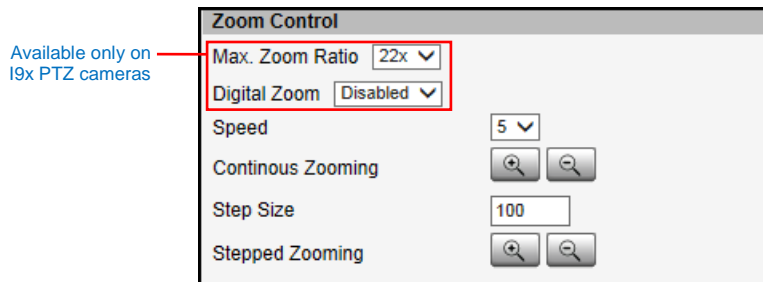 Zoom Control
Available only on
I9x PTZ cameras
Max. Zoom Ratio 22x
Digital Zoom Disabled
Speed 5
Continous Zooming
Step Size 100
Stepped Zooming